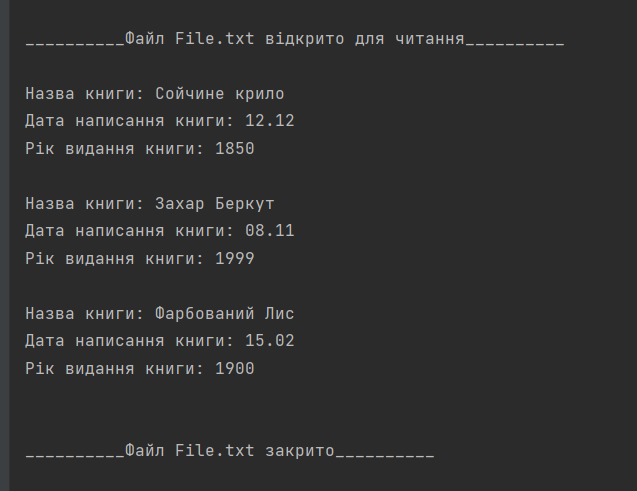 __________Файл File.txt відкрито для читання__________
Назва книги: Сойчине крило
Дата написання книги: 12.12
Рік видання книги: 1850
Назва книги: Захар Беркут
Дата написання книги: 08.11
Рік видання книги: 1999
Назва книги: Фарбований Лис
Дата написання книги: 15.02
Рік видання книги: 1900
__________Файл File.txt закрито__________